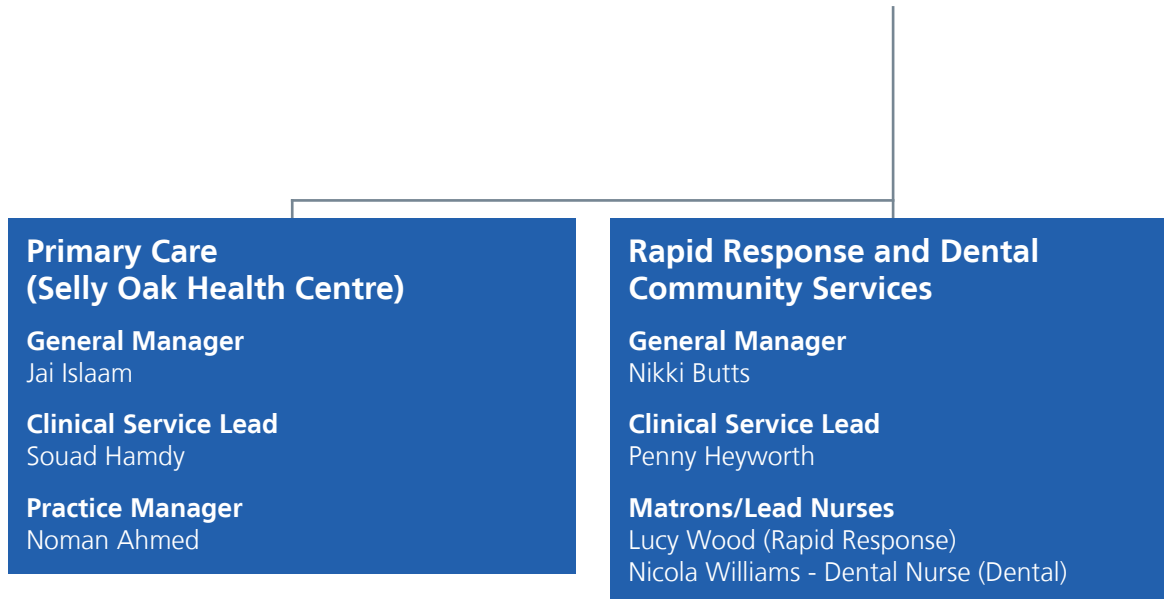 Primary Care
(Selly Oak Health Centre)
General Manager
Jai Islaam
Clinical Service Lead
Souad Hamdy
Practice Manager
Noman Ahmed
Rapid Response and Dental
Community Services
General Manager
Nikki Butts
Clinical Service Lead
Penny Heyworth
Matrons/Lead Nurses
Lucy Wood (Rapid Response)
Nicola Williams - Dental Nurse (Dental)